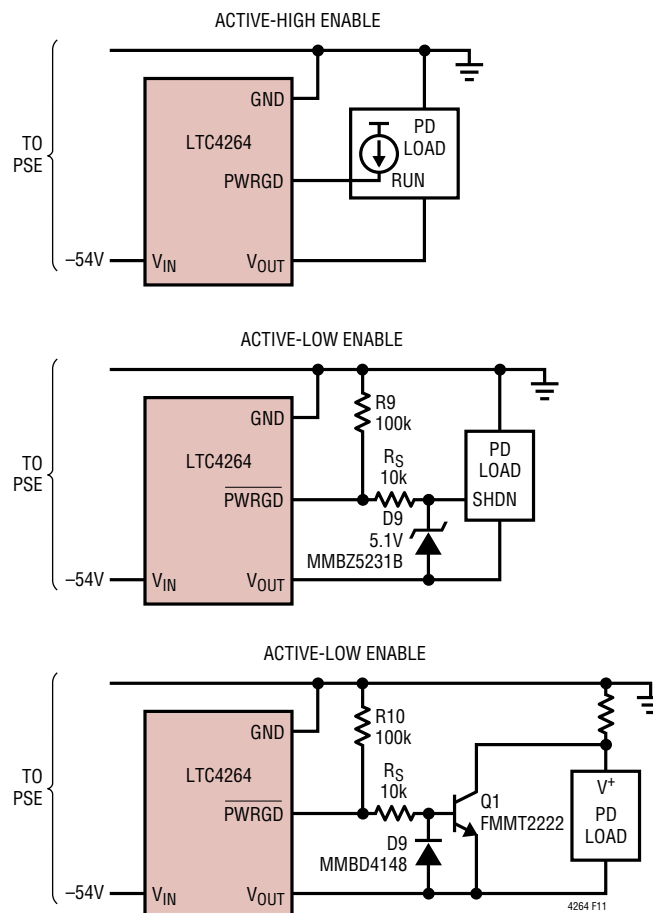 ACTIVE-HIGH ENABLE
GND
LTC4264
PD
LOAD
TO
PSE
PWRGD
RUN
–54V
VIN
VOUT
ACTIVE-LOW ENABLE
R9
100k
GND
LTC4264
RS
10k
PD
LOAD
TO
PSE
PWRGD
SHDN
D9
5.1V
MMBZ5231B
–54V
VIN
VOUT
ACTIVE-LOW ENABLE
R10
100k
GND
LTC4264
RS
10k
TO
PSE
PWRGD
Q1
FMMT2222
V+
PD
LOAD
D9
MMBD4148
–54V
VIN
VOUT
4264 F11